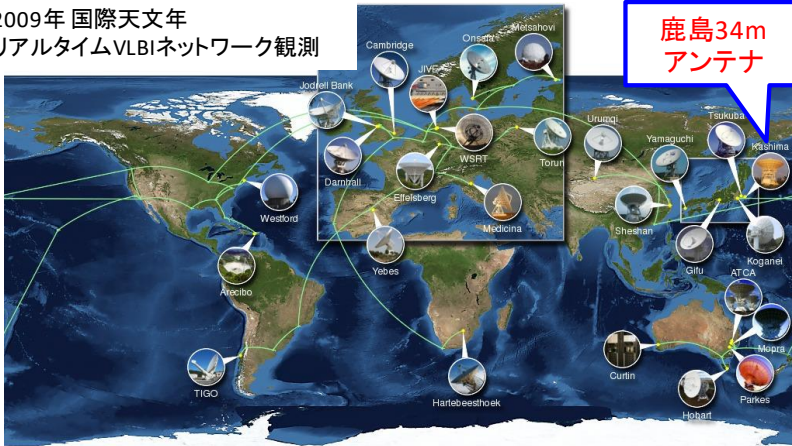 2009年 国際天文年
リアルタイムVLBIネットワーク観測
鹿島34m
アンテナ
Metsahovi
Onsala
Cambridge
JIVE
Jodrell Bank
Tsukuba
Urumqi
Yamaguchi
Kashima
WSRT
Torun
Darnhall
Effelsberg
Westford
Medicina
Sheshan
Koganei
Gifu
Yebes
ATCA
Arecibo
Mopra
Curtin
TIGO
Hartebeesthoek
Parkes
Hobart